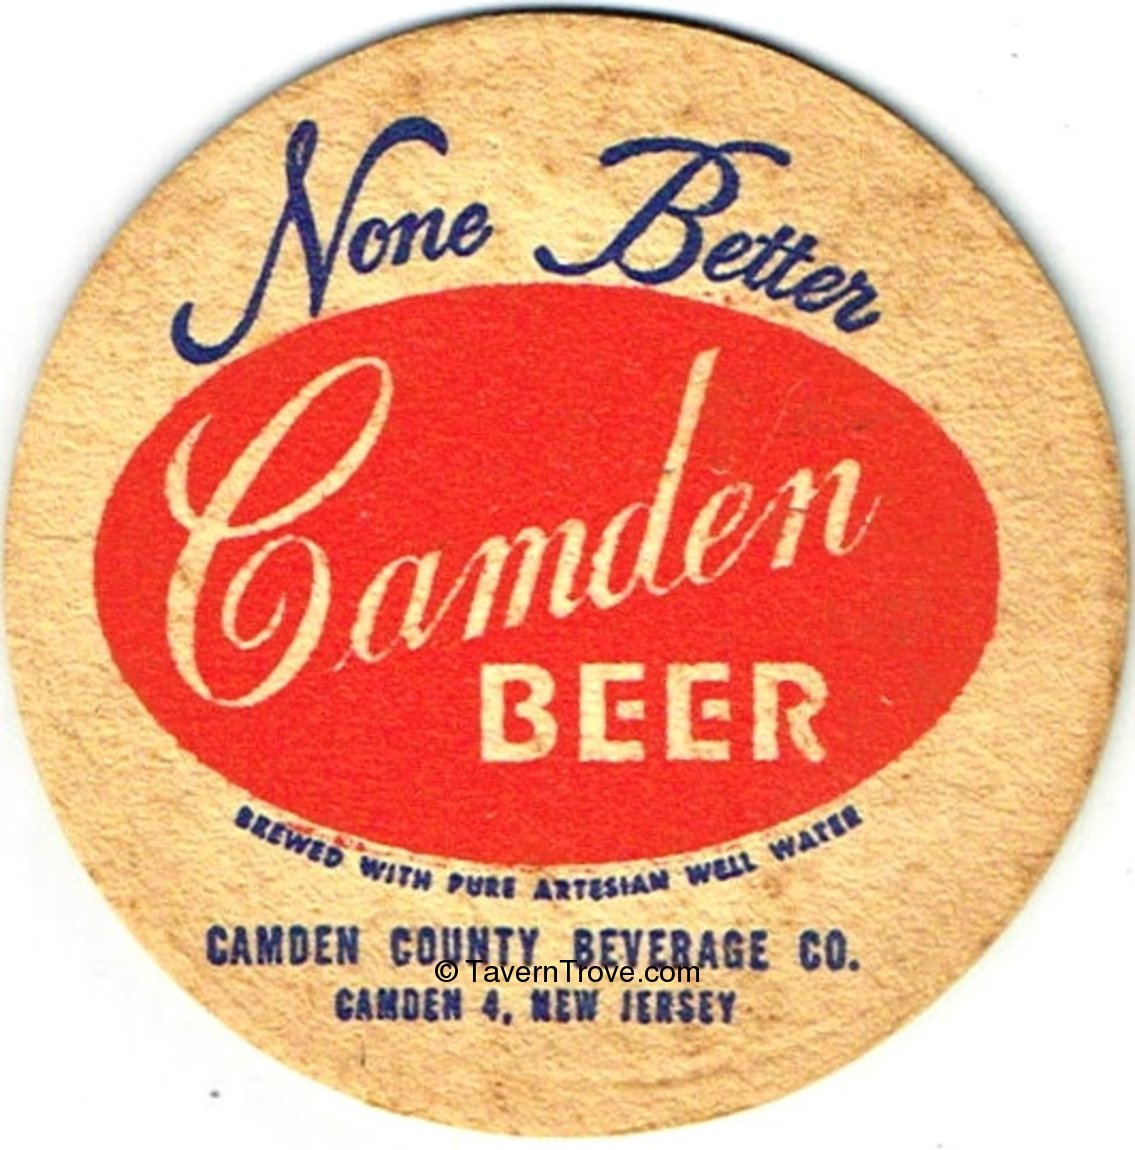 None Better
Camden
BEER
BREWED WITH PURE ARTESIAN WELL WATER
CAMDEN COUNTY BEVERAGE CO.
© TavernTrove.com
CAMDEN 4, NEW JERSEY